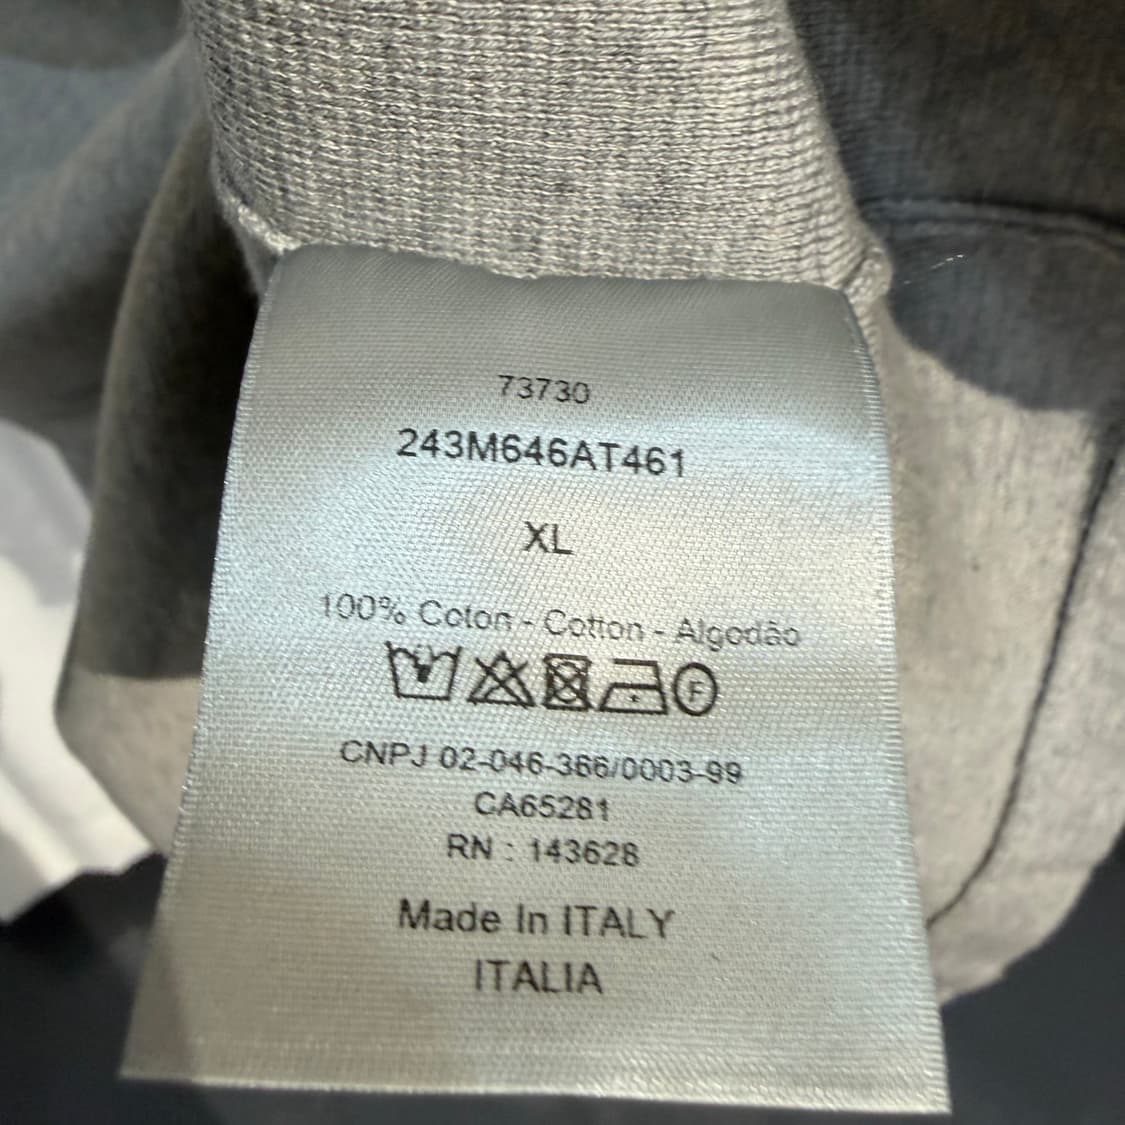 73730
243M646AT461
XL
100% Coton - Cotton - Algodão
F
CNPJ 02-046-366/0003-99
CA65281
RN : 143628
Made In ITALY
ITALIA